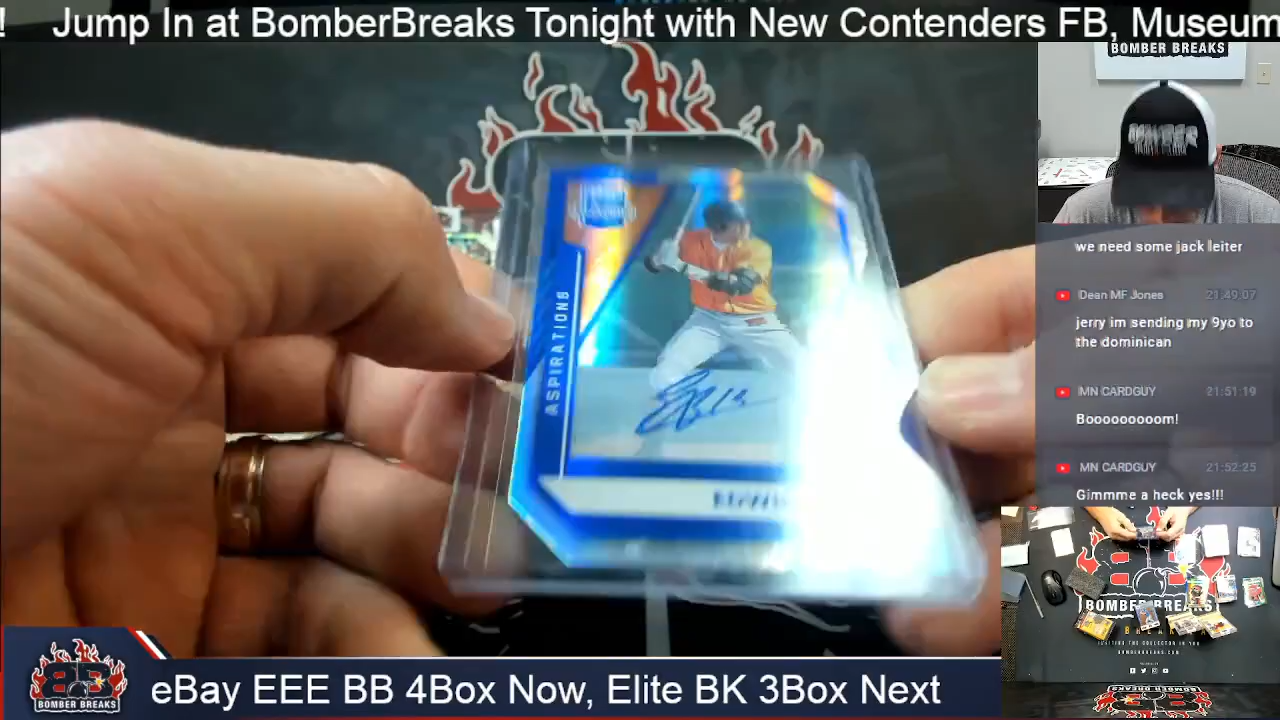 ! Jump In at BomberBreaks Tonight with New Contenders FB, Museum
BOMBER BREAKS
we need some jack leiter
Dean MF Jones 21:49:07
jerry im sending my 9yo to
the dominican
MN CARDGUY 21:51:19
Booooooooom!
MN CARDGUY 21:52:25
Gimmme a heck yes!!!
ASPIRATIONS
BOMBER BREAKS
BOMBER BREAKS
eBay EEE BB 4Box Now, Elite BK 3Box Next